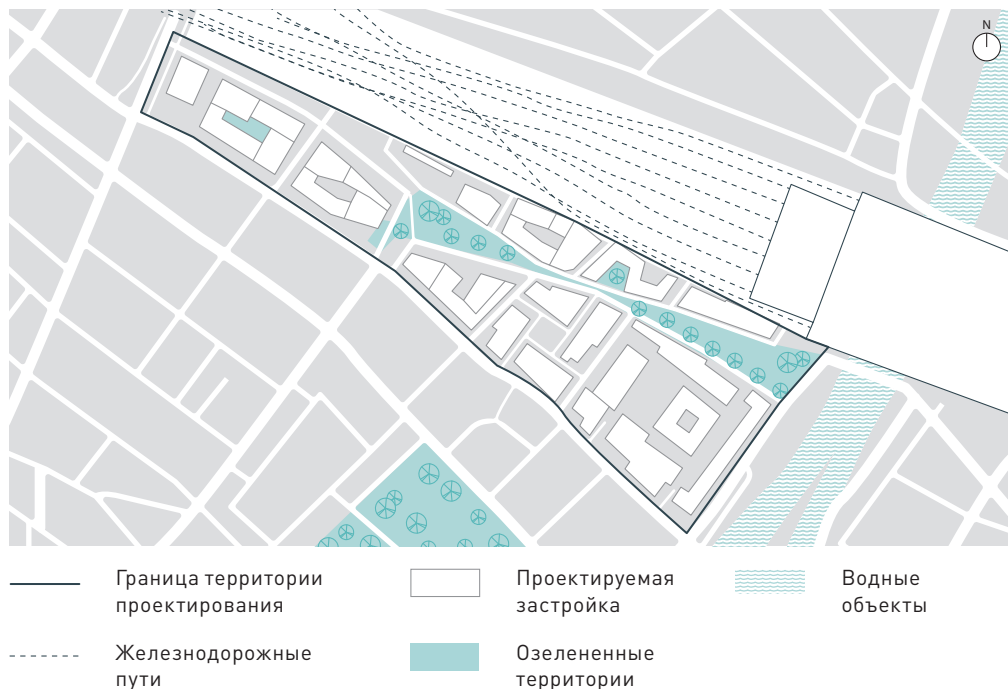 N
Граница территории
проектирования
Проектируемая
застройка
Водные
объекты
Железнодорожные
пути
Озелененные
территории